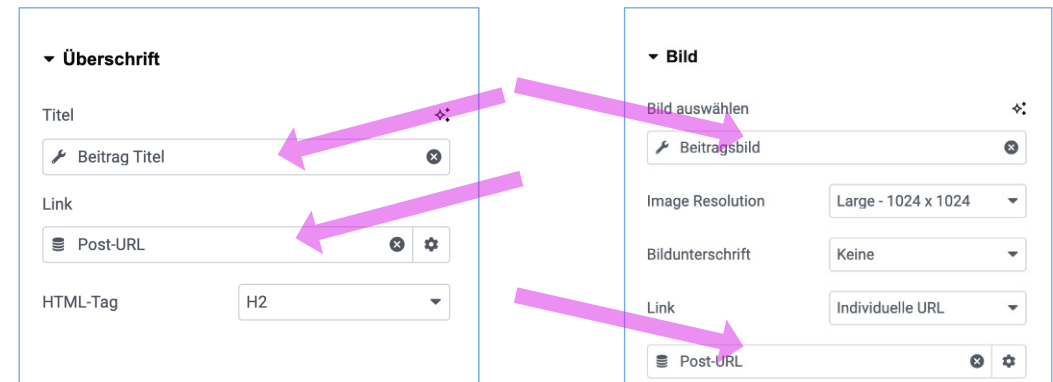 Überschrift
Titel
Beitrag Titel
Link
Post-URL
HTML-Tag H2
Bild
Bild auswählen
Beitragsbild
Image Resolution Large - 1024 x 1024
Bildunterschrift Keine
Link Individuelle URL
Post-URL